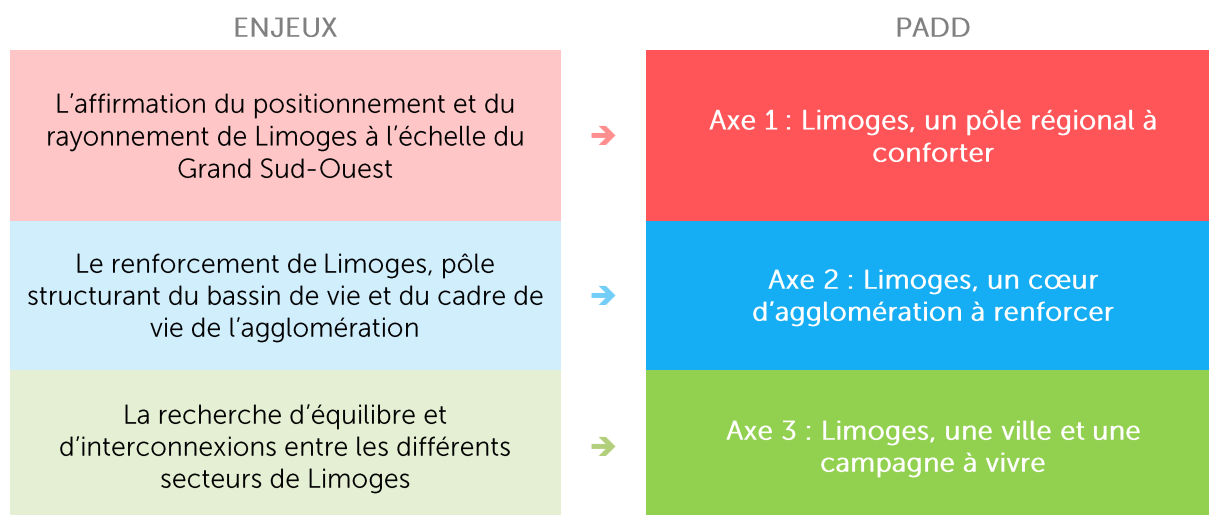 ENJEUX
PADD
L’affirmation du positionnement et du
rayonnement de Limoges à l’échelle du
Grand Sud-Ouest
Axe 1 : Limoges, un pôle régional à
conforter
Le renforcement de Limoges, pôle
structurant du bassin de vie et du cadre de
vie de l’agglomération
Axe 2 : Limoges, un cœur
d’agglomération à renforcer
La recherche d’équilibre et
d’interconnexions entre les différents
secteurs de Limoges
Axe 3 : Limoges, une ville et une
campagne à vivre